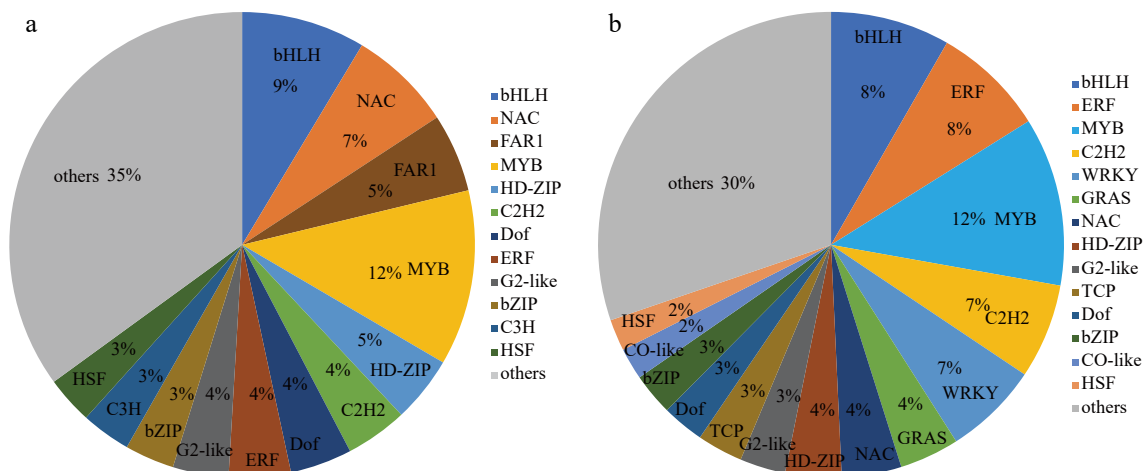 a
bHLH
9%
NAC
7%
FAR1
5%
12% MYB
5%
HD-ZIP
4%
C2H2
4%
Dof
4%
ERF
4%
G2-like
3%
bZIP
3%
C3H
3%
HSF
others 35%
bHLH
NAC
FAR1
MYB
HD-ZIP
C2H2
Dof
ERF
G2-like
bZIP
C3H
HSF
others
b
bHLH
8%
ERF
8%
12% MYB
7%
C2H2
7%
WRKY
4%
GRAS
4%
NAC
4%
HD-ZIP
3%
G2-like
3%
TCP
3%
Dof
3%
bZIP
2%
CO-like
2%
HSF
others 30%
bHLH
ERF
MYB
C2H2
WRKY
GRAS
NAC
HD-ZIP
G2-like
TCP
Dof
bZIP
CO-like
HSF
others